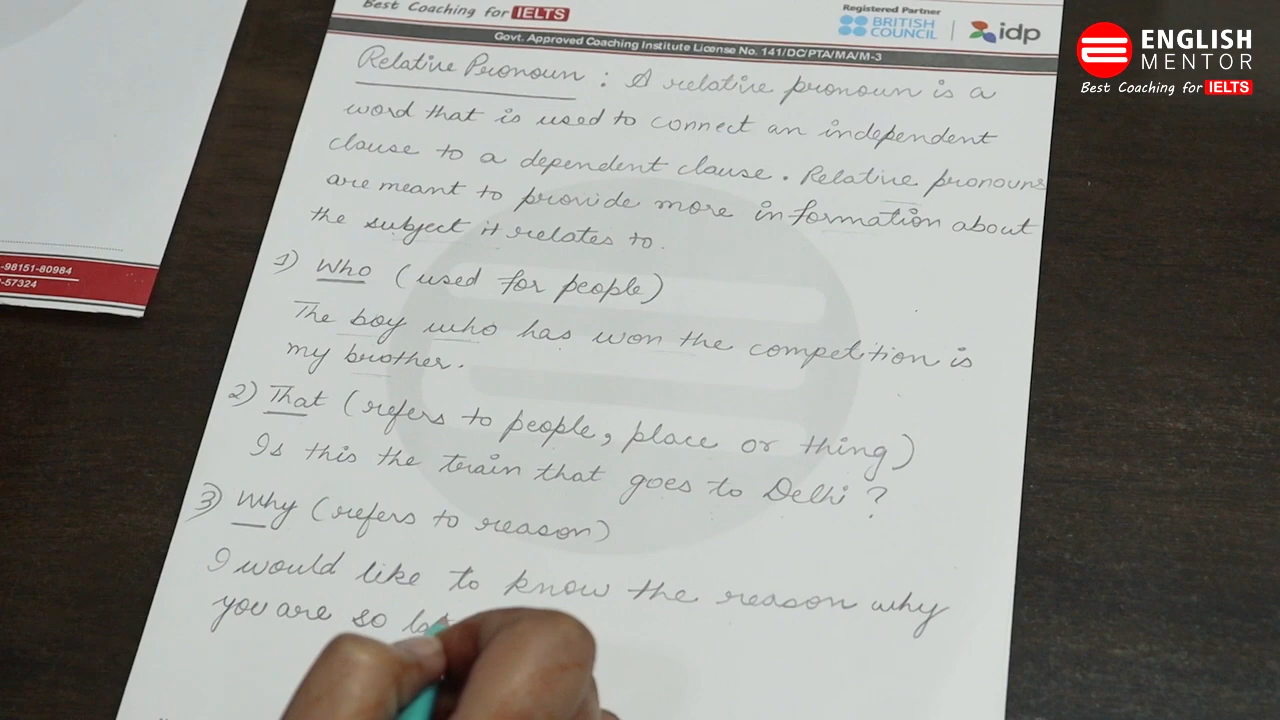 Best Coaching for IELTS
Registered Partner
BRITISH COUNCIL
idp
Govt. Approved Coaching Institute License No. 141/DC/PTA/MA/M-3
ENGLISH
MENTOR
Best Coaching for IELTS
Relative Pronoun : A relative pronoun is a
word that is used to connect an independent
clause to a dependent clause. Relative pronouns
are meant to provide more information about
the subject it relates to.
1) Who (used for people)
The boy who has won the competition is
my brother.
2) That (refers to people, place or thing)
Is this the train that goes to Delhi ?
3) Why (refers to reason)
I would like to know the reason why
you are so
-98151-80984
-57324